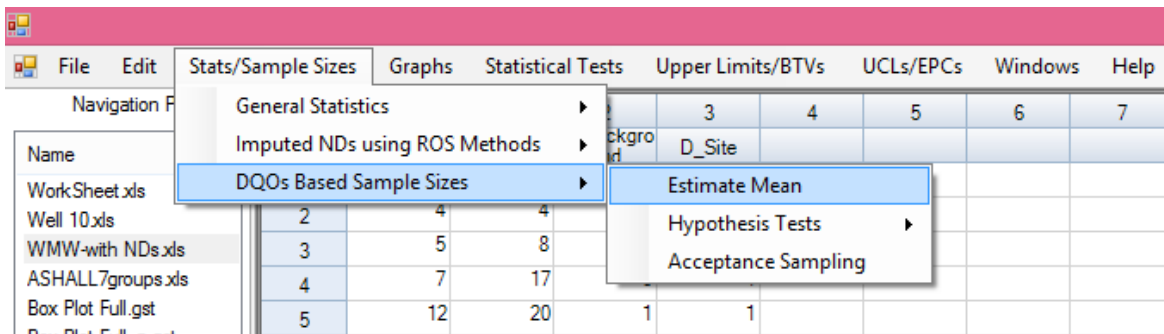 File Edit Stats/Sample Sizes Graphs Statistical Tests Upper Limits/BTVs UCLs/EPCs Windows Help
Navigation P
General Statistics
3 4 5 6 7
Name
Imputed NDs using ROS Methods
ckgro
D_Site
WorkSheet.xls
DQOs Based Sample Sizes
Estimate Mean
Well 10.xls
2 4 4
Hypothesis Tests
WMW-with NDs.xls
3 5 8
Acceptance Sampling
ASHALL7groups.xls
4 7 17
Box Plot Full.gst
5 12 20 1 1